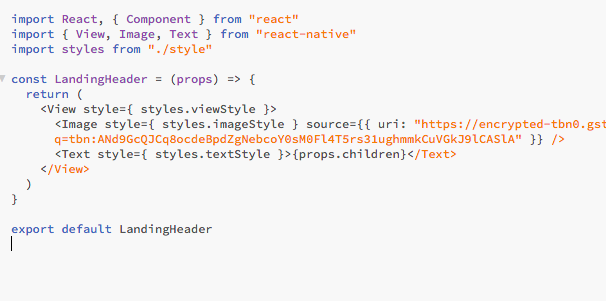 import React, { Component } from "react"
import { View, Image, Text } from "react-native"
import styles from "./style"
const LandingHeader = (props) => {
return (
<View style={ styles.viewStyle }>
<Image style={ styles.imageStyle } source={{ uri: "https://encrypted-tbn0.gst
q=tbn:ANd9GcQJCq8ocdeBpdZgNebcoY0sM0Fl4T5rs31ughmmkCuVGkJ9lCASlA" }} />
<Text style={ styles.textStyle }>{props.children}</Text>
</View>
)
}
export default LandingHeader